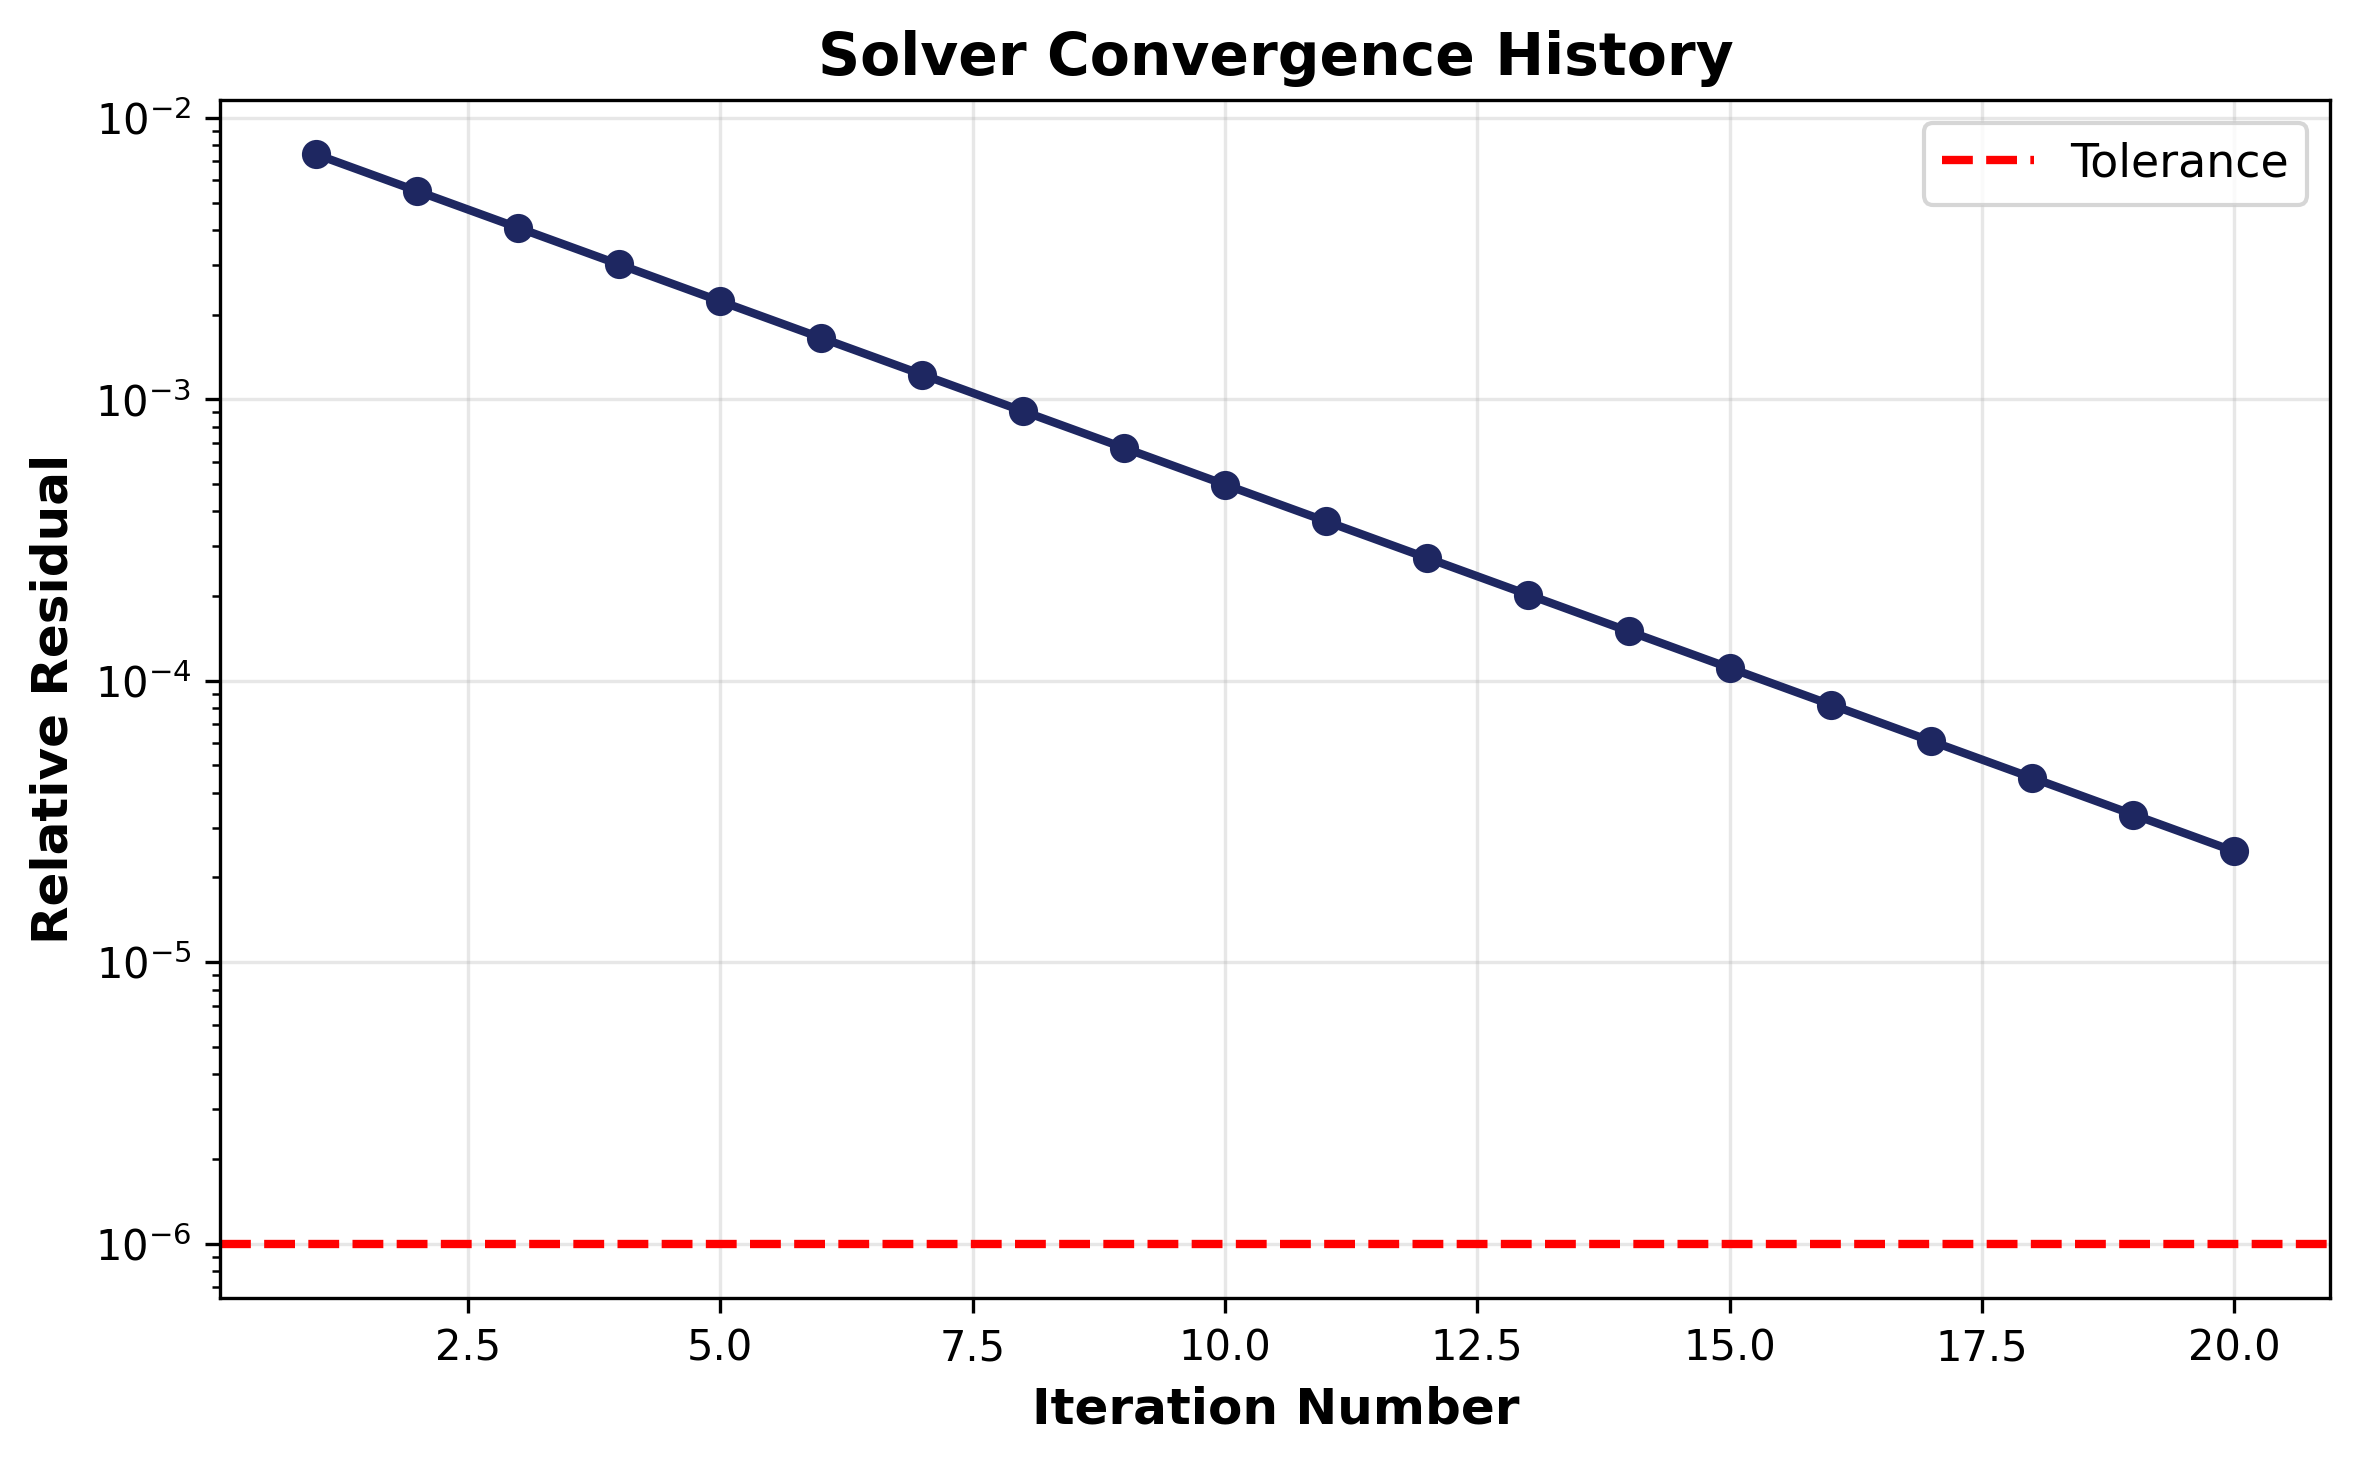 Solver Convergence History
Tolerance
10⁻²
10⁻³
10⁻⁴
10⁻⁵
10⁻⁶
Relative Residual
2.5 5.0 7.5 10.0 12.5 15.0 17.5 20.0
Iteration Number